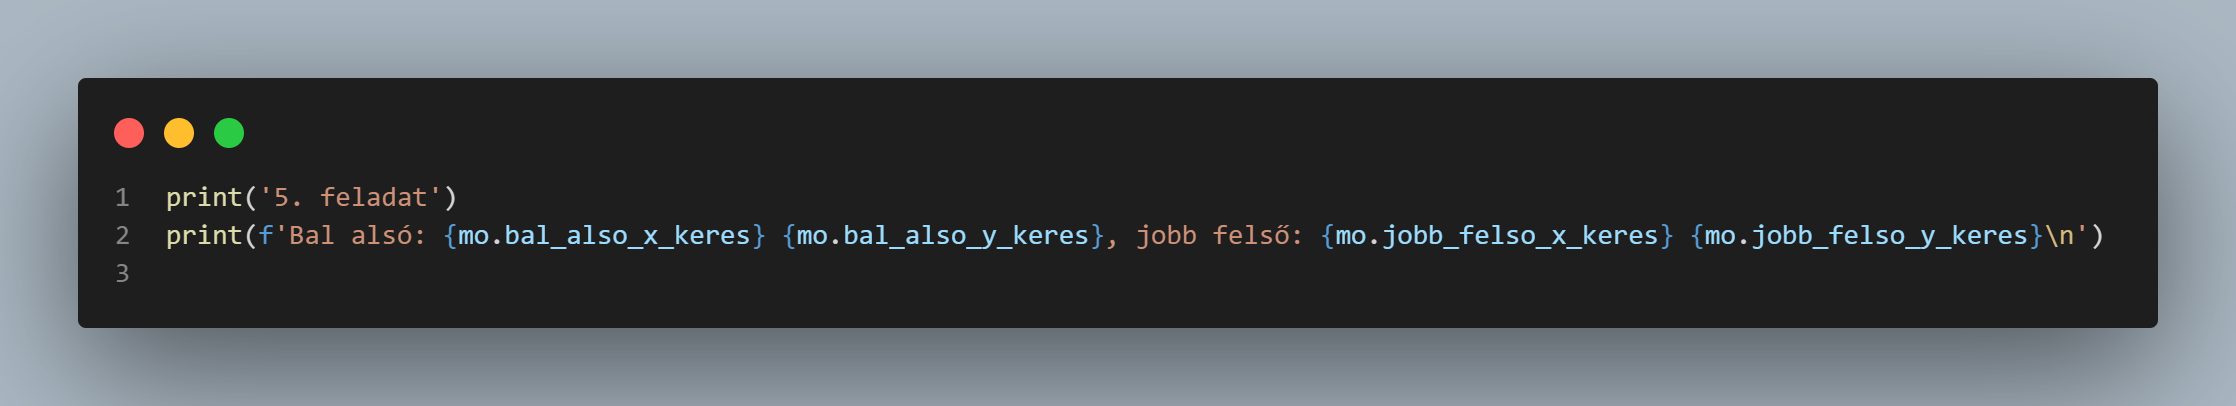 1 print('5. feladat')
2 print(f'Bal alsó: {mo.bal_also_x_keres} {mo.bal_also_y_keres}, jobb felső: {mo.jobb_felso_x_keres} {mo.jobb_felso_y_keres}\n')
3